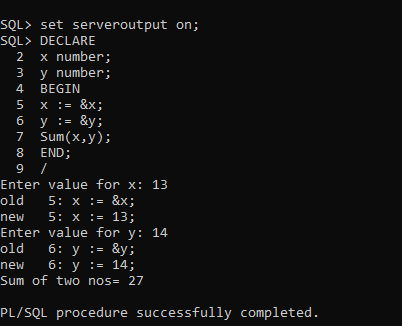 SQL> set serveroutput on;
SQL> DECLARE
  2  x number;
  3  y number;
  4  BEGIN
  5  x := &x;
  6  y := &y;
  7  Sum(x,y);
  8  END;
  9  /
Enter value for x: 13
old   5: x := &x;
new   5: x := 13;
Enter value for y: 14
old   6: y := &y;
new   6: y := 14;
Sum of two nos= 27
PL/SQL procedure successfully completed.